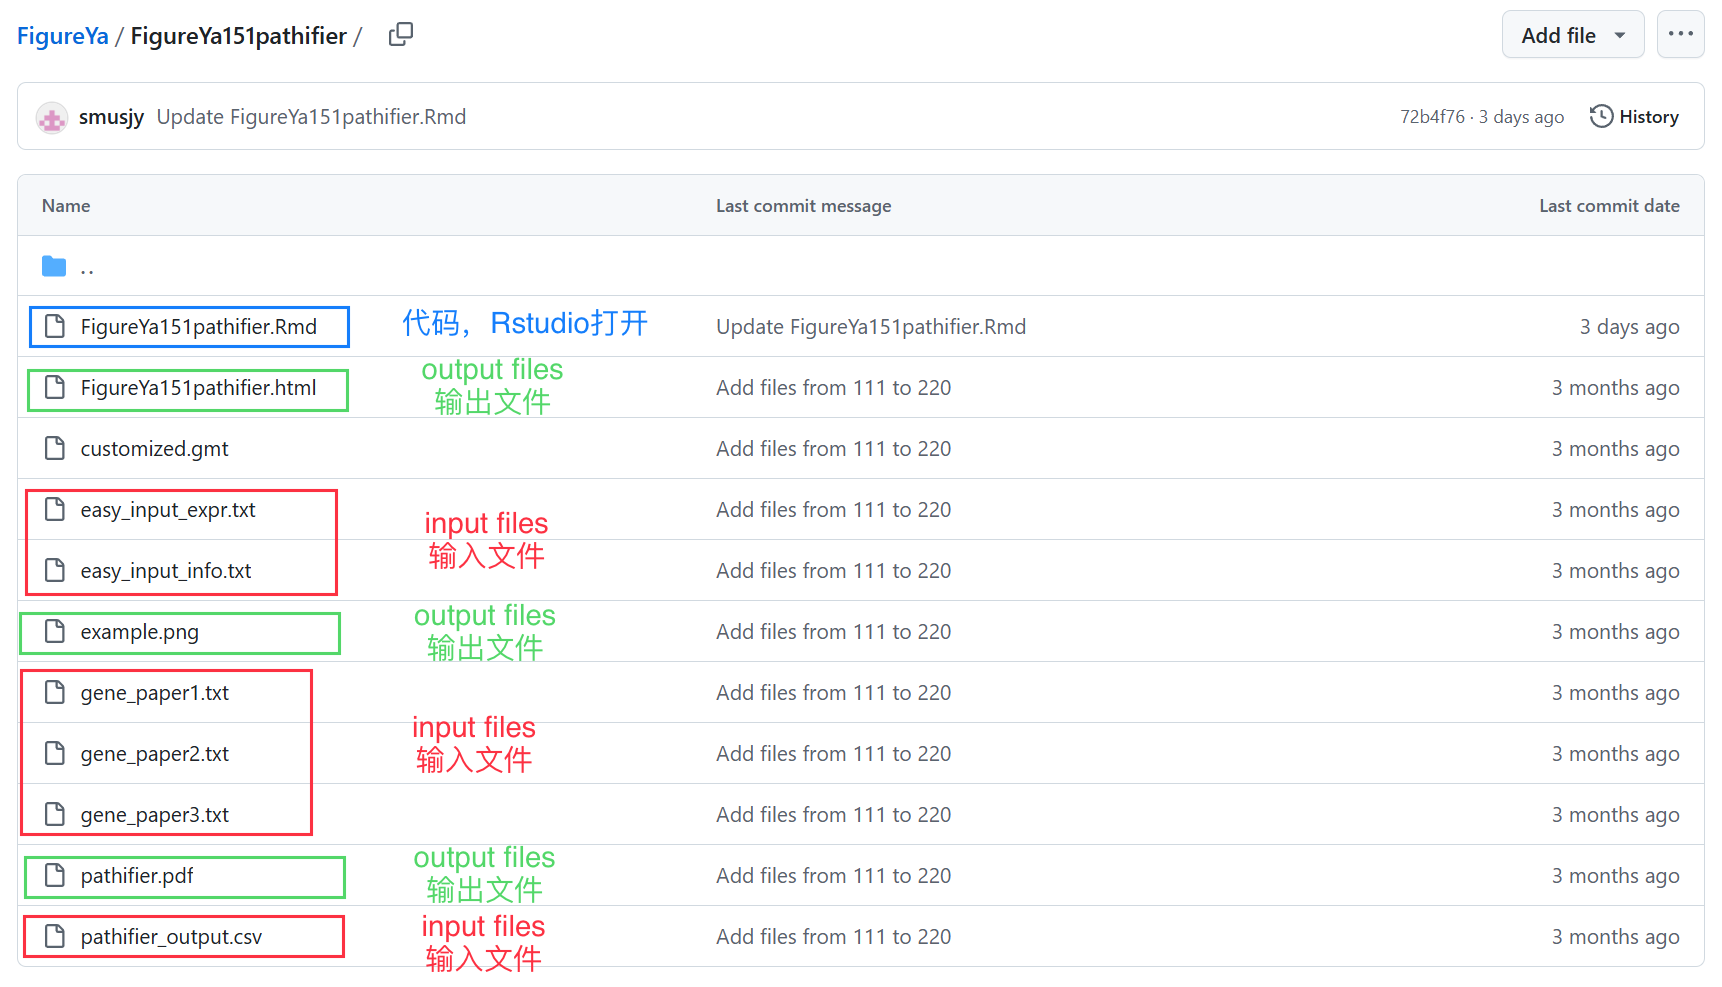 FigureYa / FigureYa151pathifier /
Add file
smusjy Update FigureYa151pathifier.Rmd
72b4f76 · 3 days ago
History
Name
Last commit message
Last commit date
..
FigureYa151pathifier.Rmd
代码，Rstudio打开
Update FigureYa151pathifier.Rmd
3 days ago
FigureYa151pathifier.html
output files
输出文件
Add files from 111 to 220
3 months ago
customized.gmt
Add files from 111 to 220
3 months ago
easy_input_expr.txt
Add files from 111 to 220
3 months ago
input files
输入文件
easy_input_info.txt
Add files from 111 to 220
3 months ago
example.png
output files
输出文件
Add files from 111 to 220
3 months ago
gene_paper1.txt
Add files from 111 to 220
3 months ago
gene_paper2.txt
input files
输入文件
Add files from 111 to 220
3 months ago
gene_paper3.txt
Add files from 111 to 220
3 months ago
pathifier.pdf
output files
输出文件
Add files from 111 to 220
3 months ago
pathifier_output.csv
input files
输入文件
Add files from 111 to 220
3 months ago